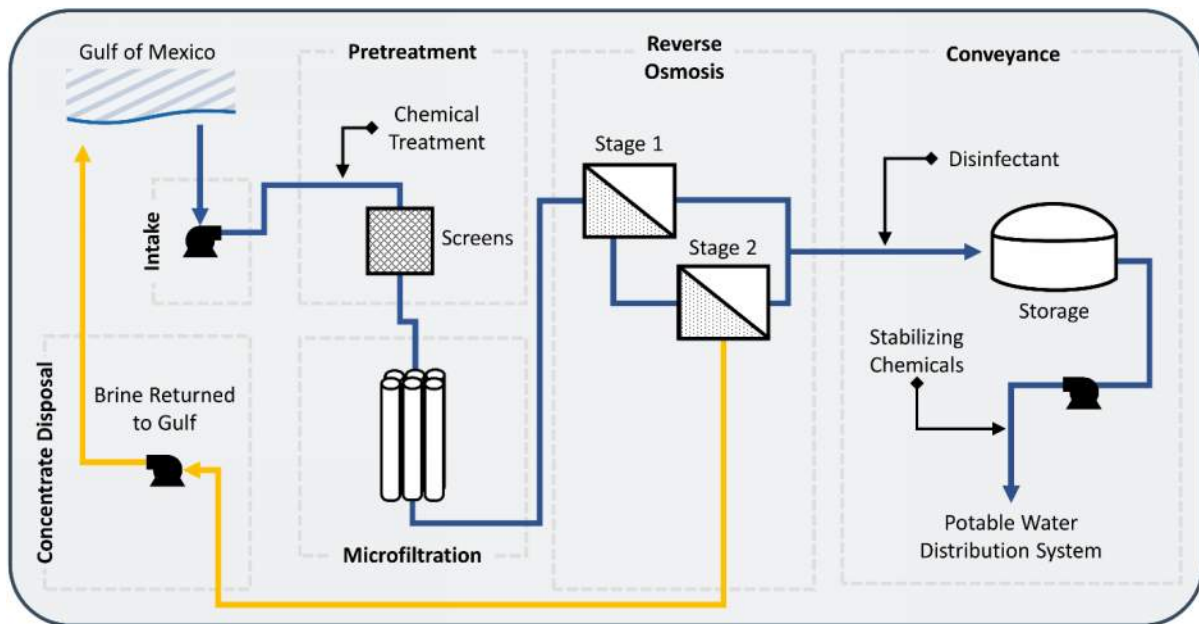 Gulf of Mexico
Pretreatment
Reverse
Osmosis
Conveyance
Chemical
Treatment
Stage 1
Disinfectant
Intake
Screens
Stage 2
Storage
Stabilizing
Chemicals
Concentrate Disposal
Brine Returned
to Gulf
Microfiltration
Potable Water
Distribution System